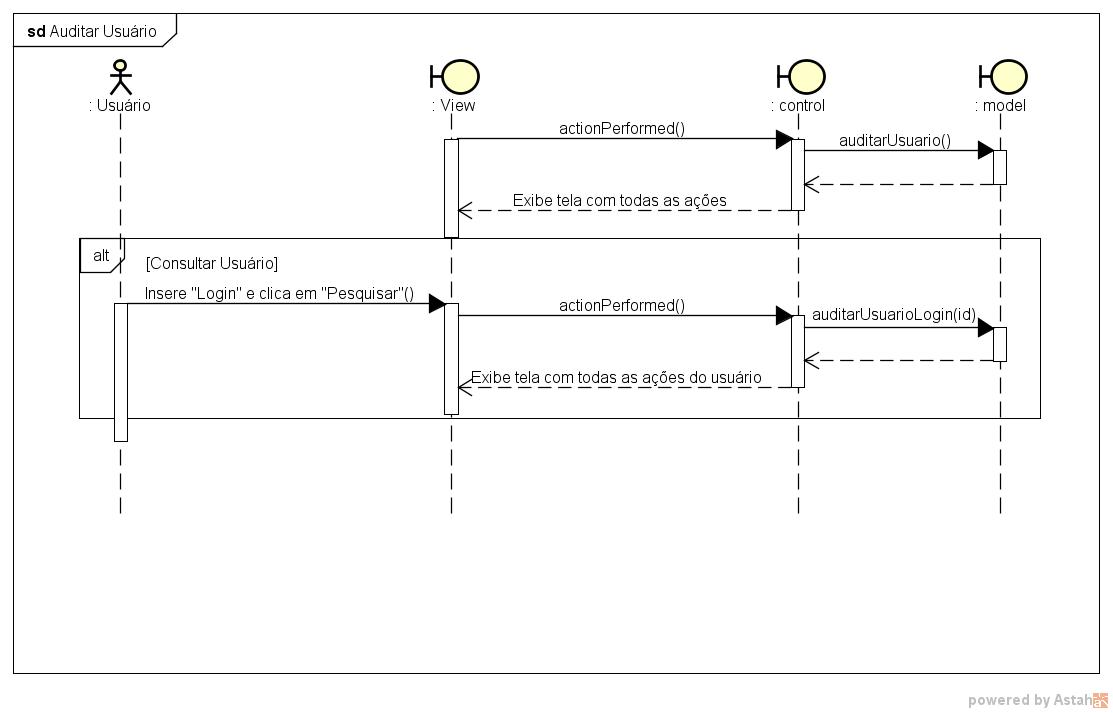 sd Auditar Usuário
: Usuário
: View
: control
: model
actionPerformed()
auditarUsuario()
Exibe tela com todas as ações
alt
[Consultar Usuário]
Insere "Login" e clica em "Pesquisar"()
actionPerformed()
auditarUsuarioLogin(id)
Exibe tela com todas as ações do usuário
powered by Astah